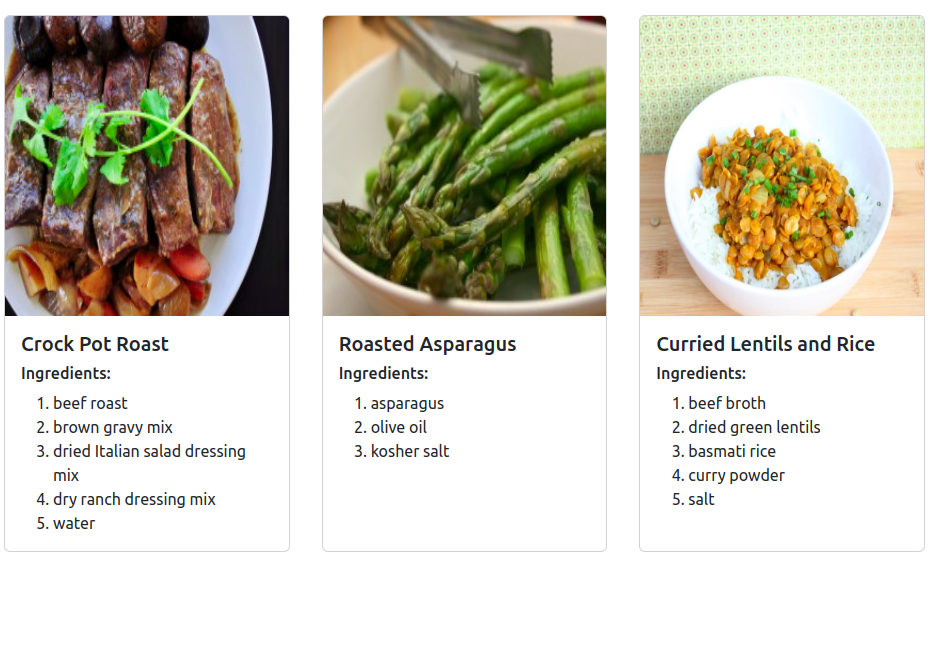 Crock Pot Roast
Ingredients:
1. beef roast
2. brown gravy mix
3. dried Italian salad dressing
mix
4. dry ranch dressing mix
5. water
Roasted Asparagus
Ingredients:
1. asparagus
2. olive oil
3. kosher salt
Curried Lentils and Rice
Ingredients:
1. beef broth
2. dried green lentils
3. basmati rice
4. curry powder
5. salt